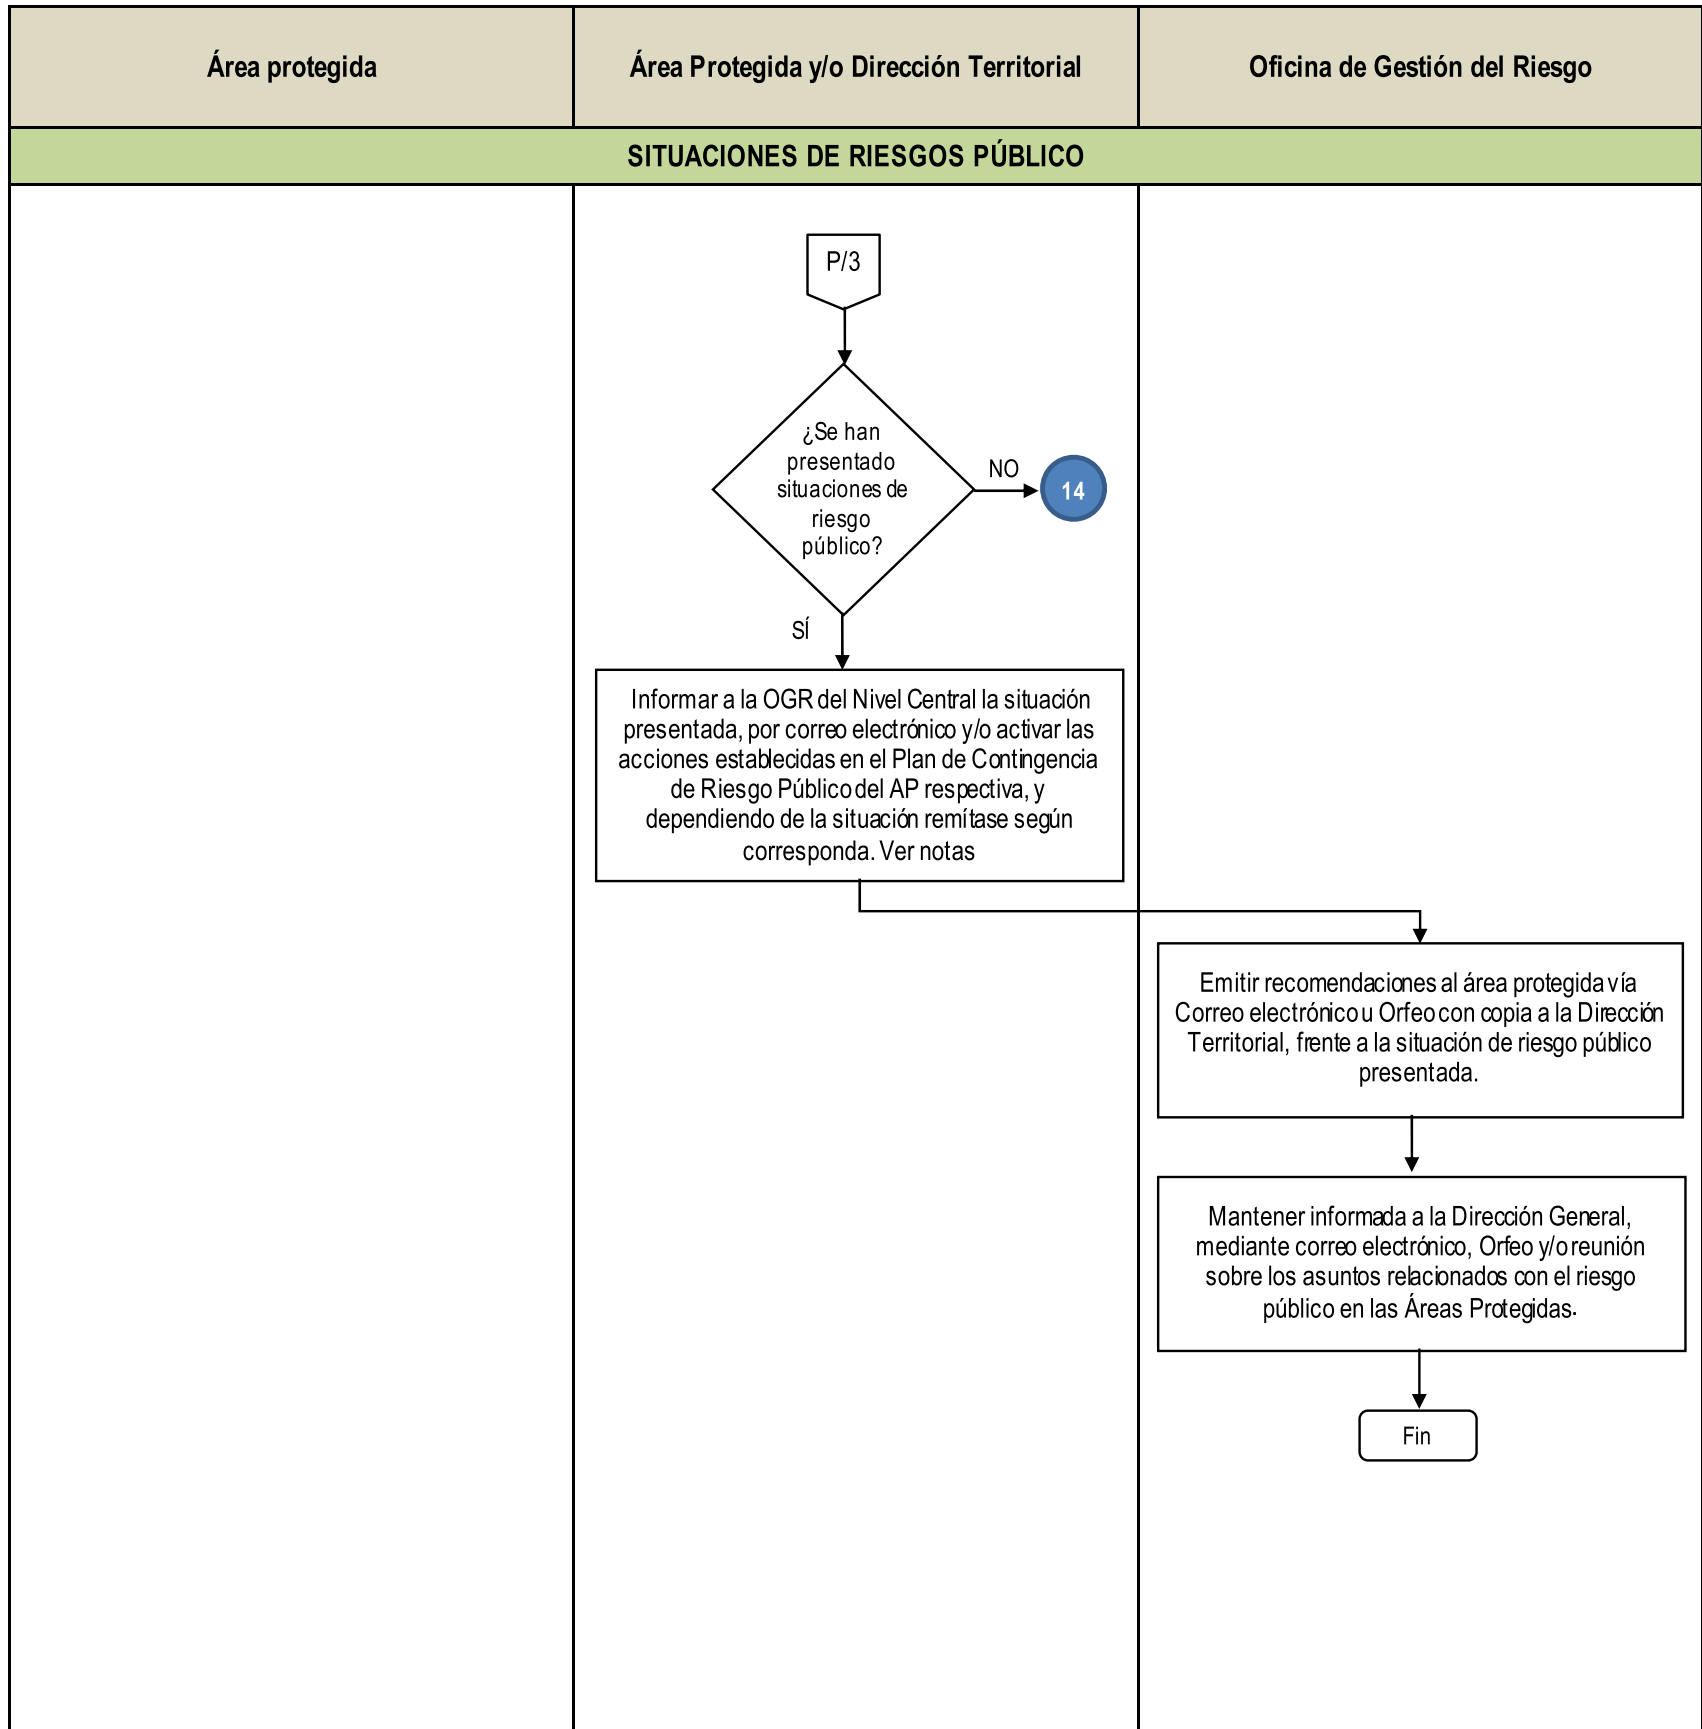 Área protegida
Área Protegida y/o Dirección Territorial
Oficina de Gestión del Riesgo
SITUACIONES DE RIESGOS PÚBLICO
P/3
¿Se han
presentado
situaciones de
riesgo
público?
NO
14
SÍ
Informar a la OGR del Nivel Central la situación
presentada, por correo electrónico y/o activar las
acciones establecidas en el Plan de Contingencia
de Riesgo Público del AP respectiva, y
dependiendo de la situación remítase según
corresponda. Ver notas
Emitir recomendaciones al área protegida vía
Correo electrónico u Orfeo con copia a la Dirección
Territorial, frente a la situación de riesgo público
presentada.
Mantener informada a la Dirección General,
mediante correo electrónico, Orfeo y/o reunión
sobre los asuntos relacionados con el riesgo
público en las Áreas Protegidas.
Fin